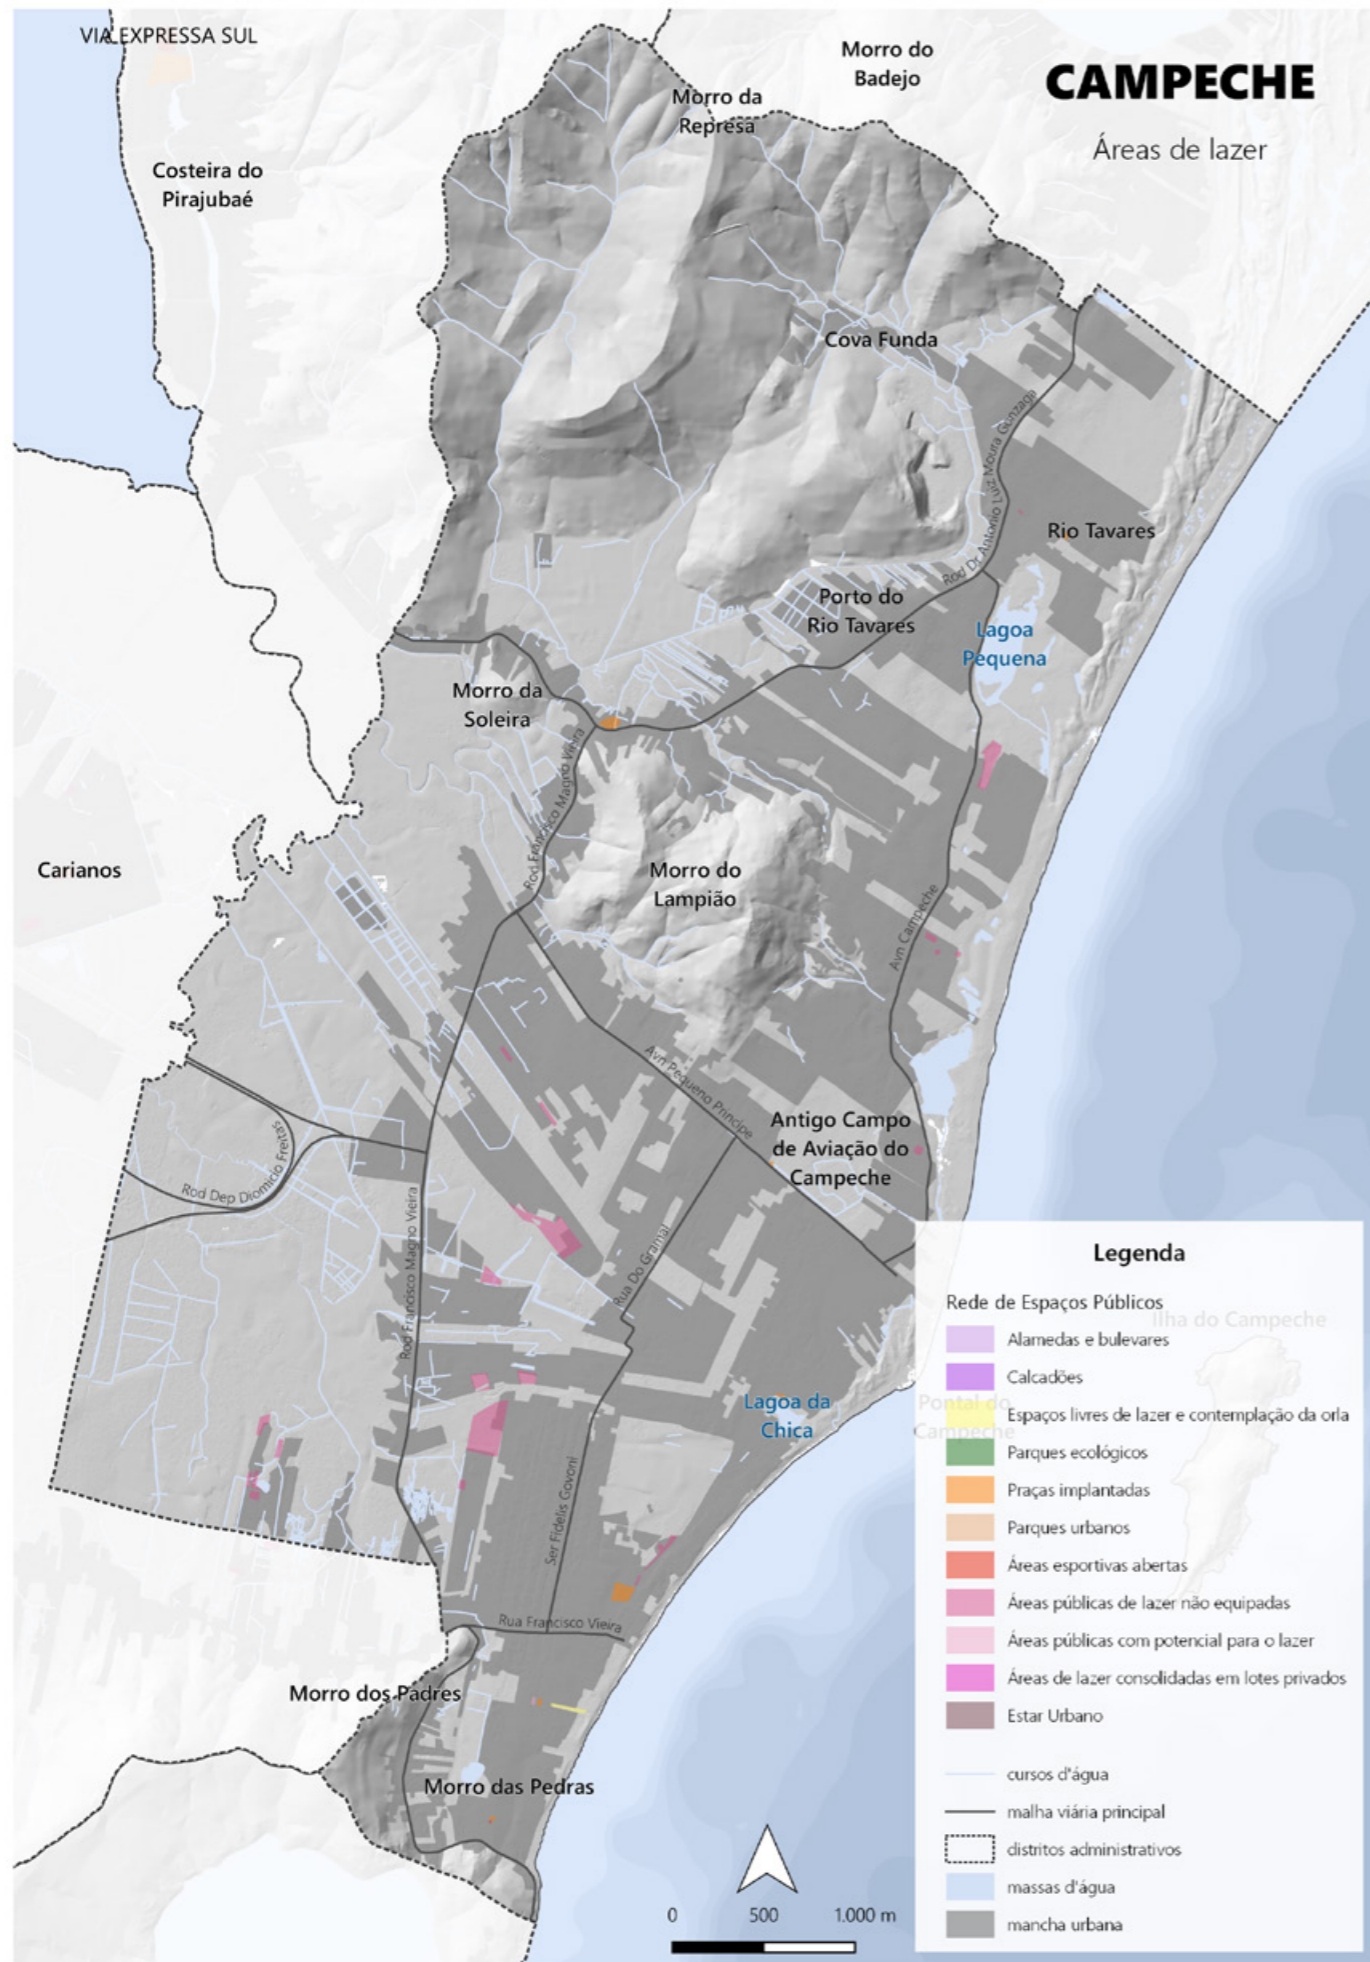 VIA EXPRESSA SUL
Morro do
Badejo
CAMPECHE
Áreas de lazer
Morro da
Represa
Costeira do
Pirajubaé
Cova Funda
Rod Dr Antonio Luiz Moura Gonzaga
Rio Tavares
Porto do
Rio Tavares
Lagoa
Pequena
Morro da
Soleira
Rod Francisco Magno Vieira
Carianos
Morro do
Lampião
Avn Campeche
Avn Pequeno Principe
Antigo Campo
de Aviação do
Campeche
Rod Dep Diomicio Freitas
Rod Francisco Magno Vieira
Rua Do Gramal
Lagoa da
Chica
Ser Fidelis Govoni
Rua Francisco Vieira
Morro dos Padres
Morro das Pedras
0 500 1.000 m
Legenda
Rede de Espaços Públicos
Ilha do Campeche
Alamedas e bulevares
Calcadões
Pontal do
Campeche
Espaços livres de lazer e contemplação da orla
Parques ecológicos
Praças implantadas
Parques urbanos
Áreas esportivas abertas
Áreas públicas de lazer não equipadas
Áreas públicas com potencial para o lazer
Áreas de lazer consolidadas em lotes privados
Estar Urbano
cursos d'água
malha viária principal
distritos administrativos
massas d'água
mancha urbana